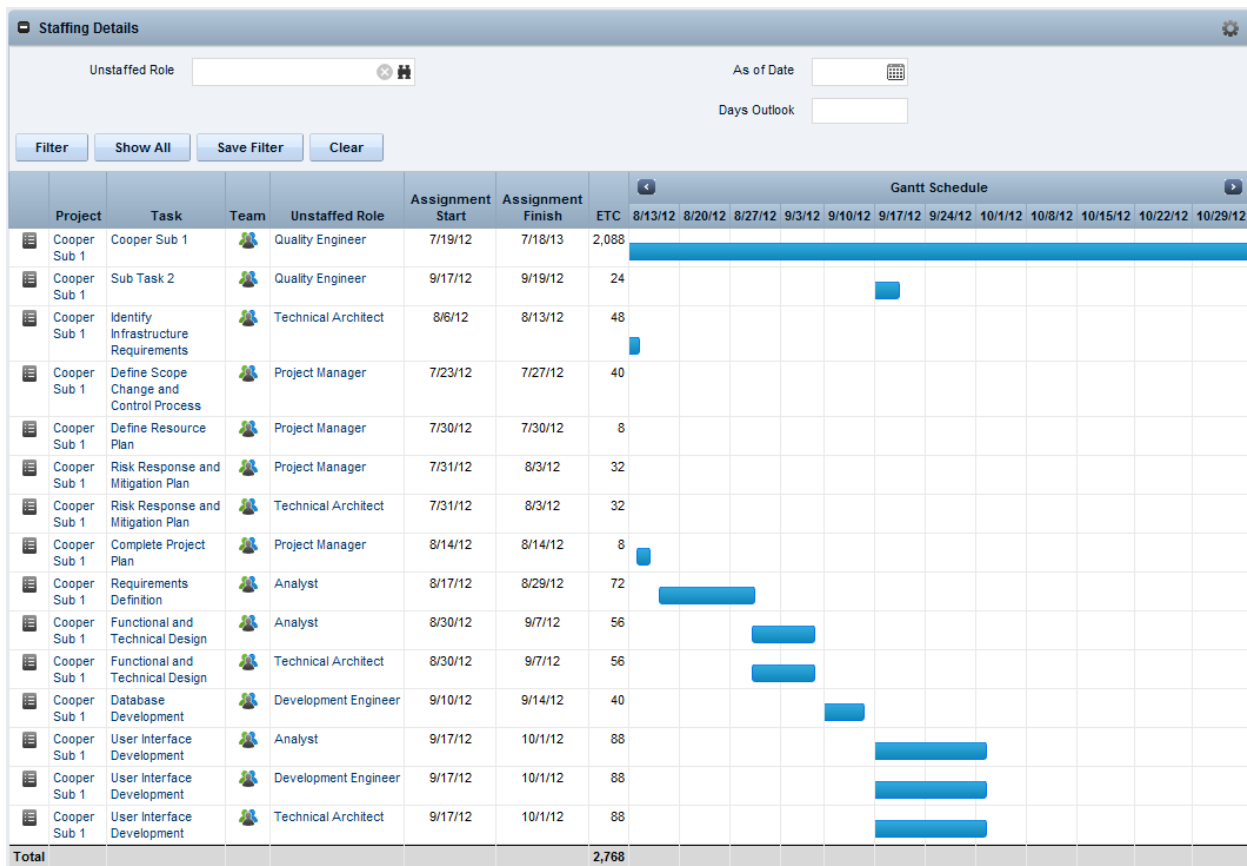 Staffing Details
Unstaffed Role
As of Date
Days Outlook
Filter Show All Save Filter Clear
Gantt Schedule
Assignment Assignment
Project Task Team Unstaffed Role Start Finish ETC 8/13/12 8/20/12 8/27/12 9/3/12 9/10/12 9/17/12 9/24/12 10/1/12 10/8/12 10/15/12 10/22/12 10/29/12
Cooper Cooper Sub 1 Quality Engineer 7/19/12 7/18/13 2,088
Sub 1
Cooper Sub Task 2 Quality Engineer 9/17/12 9/19/12 24
Sub 1
Cooper Identify Technical Architect 8/6/12 8/13/12 48
Sub 1 Infrastructure
Requirements
Cooper Define Scope Project Manager 7/23/12 7/27/12 40
Sub 1 Change and
Control Process
Cooper Define Resource Project Manager 7/30/12 7/30/12 8
Sub 1 Plan
Cooper Risk Response and Project Manager 7/31/12 8/3/12 32
Sub 1 Mitigation Plan
Cooper Risk Response and Technical Architect 7/31/12 8/3/12 32
Sub 1 Mitigation Plan
Cooper Complete Project Project Manager 8/14/12 8/14/12 8
Sub 1 Plan
Cooper Requirements Analyst 8/17/12 8/29/12 72
Sub 1 Definition
Cooper Functional and Analyst 8/30/12 9/7/12 56
Sub 1 Technical Design
Cooper Functional and Technical Architect 8/30/12 9/7/12 56
Sub 1 Technical Design
Cooper Database Development Engineer 9/10/12 9/14/12 40
Sub 1 Development
Cooper User Interface Analyst 9/17/12 10/1/12 88
Sub 1 Development
Cooper User Interface Development Engineer 9/17/12 10/1/12 88
Sub 1 Development
Cooper User Interface Technical Architect 9/17/12 10/1/12 88
Sub 1 Development
Total 2,768